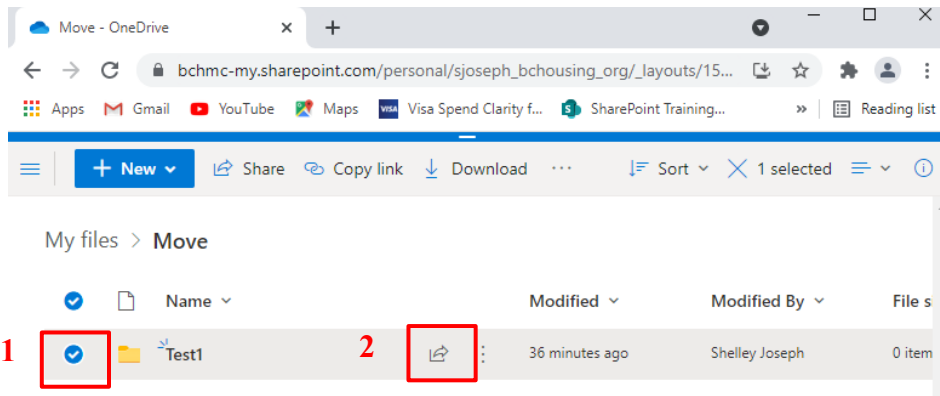 Move - OneDrive
bchmc-my.sharepoint.com/personal/sjoseph_bchousing_org/_layouts/15...
Apps Gmail YouTube Maps VISA Visa Spend Clarity f... SharePoint Training... » Reading list
+ New Share Copy link Download ... Sort 1 selected
My files > Move
Name Modified Modified By File s
1 Test1 2 36 minutes ago Shelley Joseph 0 item